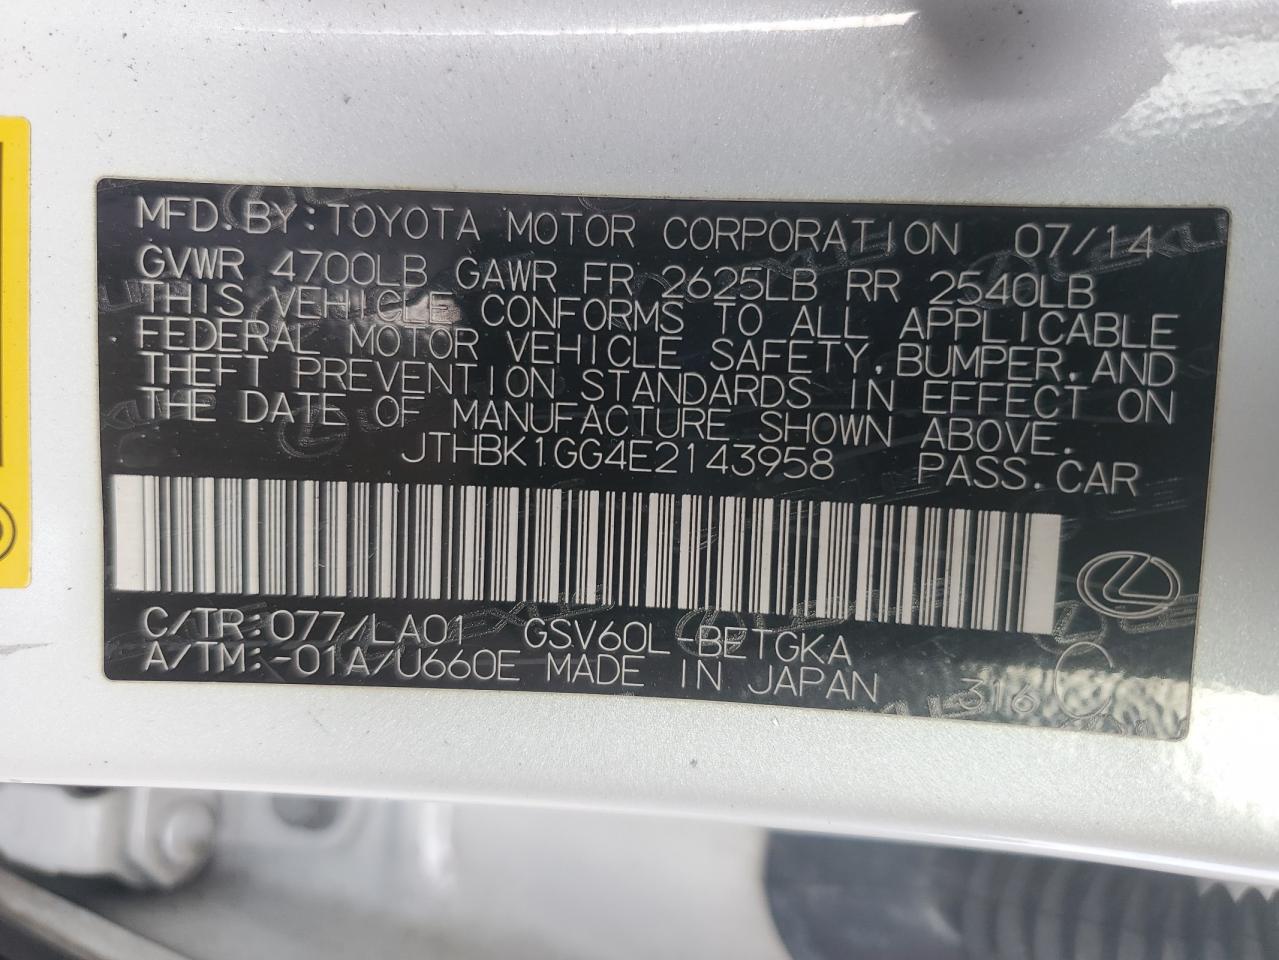 MFD.BY:TOYOTA MOTOR CORPORATION 07/14
GVWR 4700LB GAWR FR 2625LB RR 2540LB
THIS VEHICLE CONFORMS TO ALL APPLICABLE
FEDERAL MOTOR VEHICLE SAFETY,BUMPER,AND
THEFT PREVENTION STANDARDS IN EFFECT ON
THE DATE OF MANUFACTURE SHOWN ABOVE.
JTHBK1GG4E2143958 PASS.CAR
C/TR:077/LA01 GSV60L-BETGKA
A/TM:-01A/U660E MADE IN JAPAN 316 C